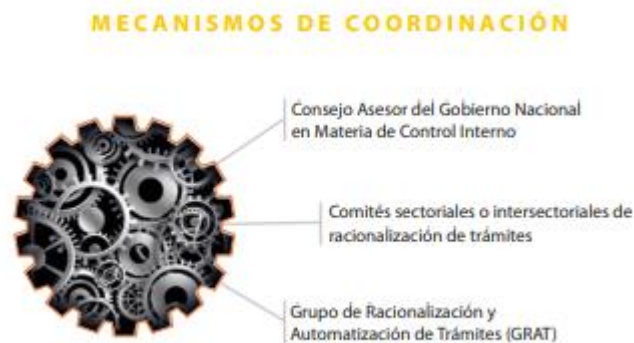 MECANISMOS DE COORDINACIÓN
Consejo Asesor del Gobierno Nacional
en Materia de Control Interno
Comités sectoriales o intersectoriales de
racionalización de trámites
Grupo de Racionalización y
Automatización de Trámites (GRAT)